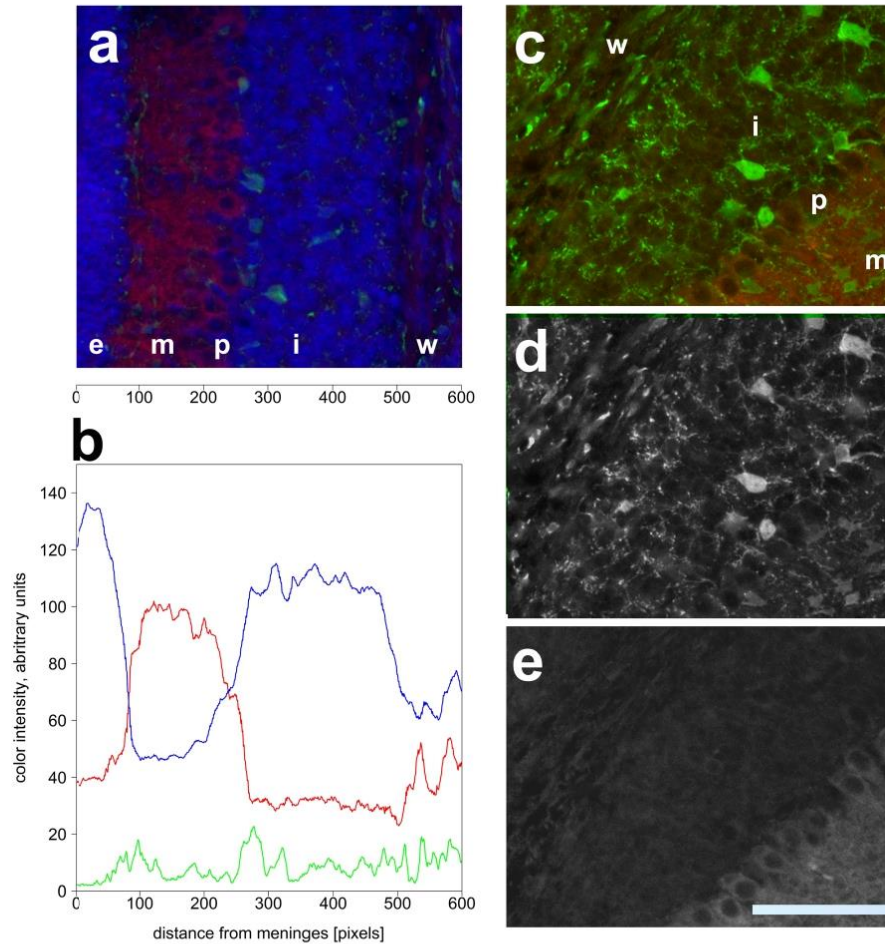 a
e m p i w
0 100 200 300 400 500 600
b
140
120
100
80
60
40
20
0
color intensity, abritrary units
0 100 200 300 400 500 600
distance from meninges [pixels]
c
w
i
p
m
d
e